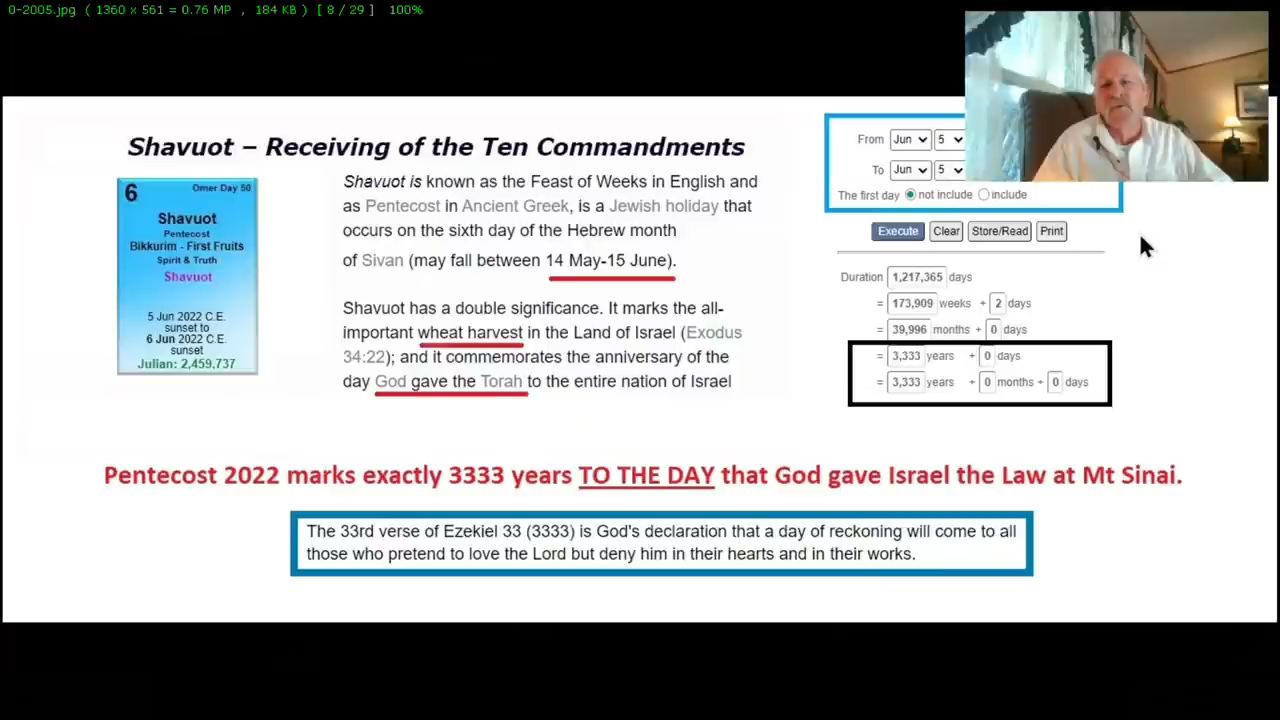 0-2005.jpg ( 1360 x 561 = 0.76 MP , 184 KB ) [ 8 / 29 ] 100%
Shavuot – Receiving of the Ten Commandments
6
Omer Day 50
Shavuot
Pentecost
Bikkurim - First Fruits
Spirit & Truth
Shavuot
5 Jun 2022 C.E.
sunset to
6 Jun 2022 C.E.
sunset
Julian: 2,459,737
Shavuot is known as the Feast of Weeks in English and
as Pentecost in Ancient Greek, is a Jewish holiday that
occurs on the sixth day of the Hebrew month
of Sivan (may fall between 14 May-15 June).
Shavuot has a double significance. It marks the all-
important wheat harvest in the Land of Israel (Exodus
34:22); and it commemorates the anniversary of the
day God gave the Torah to the entire nation of Israel
From Jun 5
To Jun 5
The first day not include include
Execute Clear Store/Read Print
Duration 1,217,365 days
= 173,909 weeks + 2 days
= 39,996 months + 0 days
= 3,333 years + 0 days
= 3,333 years + 0 months + 0 days
Pentecost 2022 marks exactly 3333 years TO THE DAY that God gave Israel the Law at Mt Sinai.
The 33rd verse of Ezekiel 33 (3333) is God's declaration that a day of reckoning will come to all
those who pretend to love the Lord but deny him in their hearts and in their works.